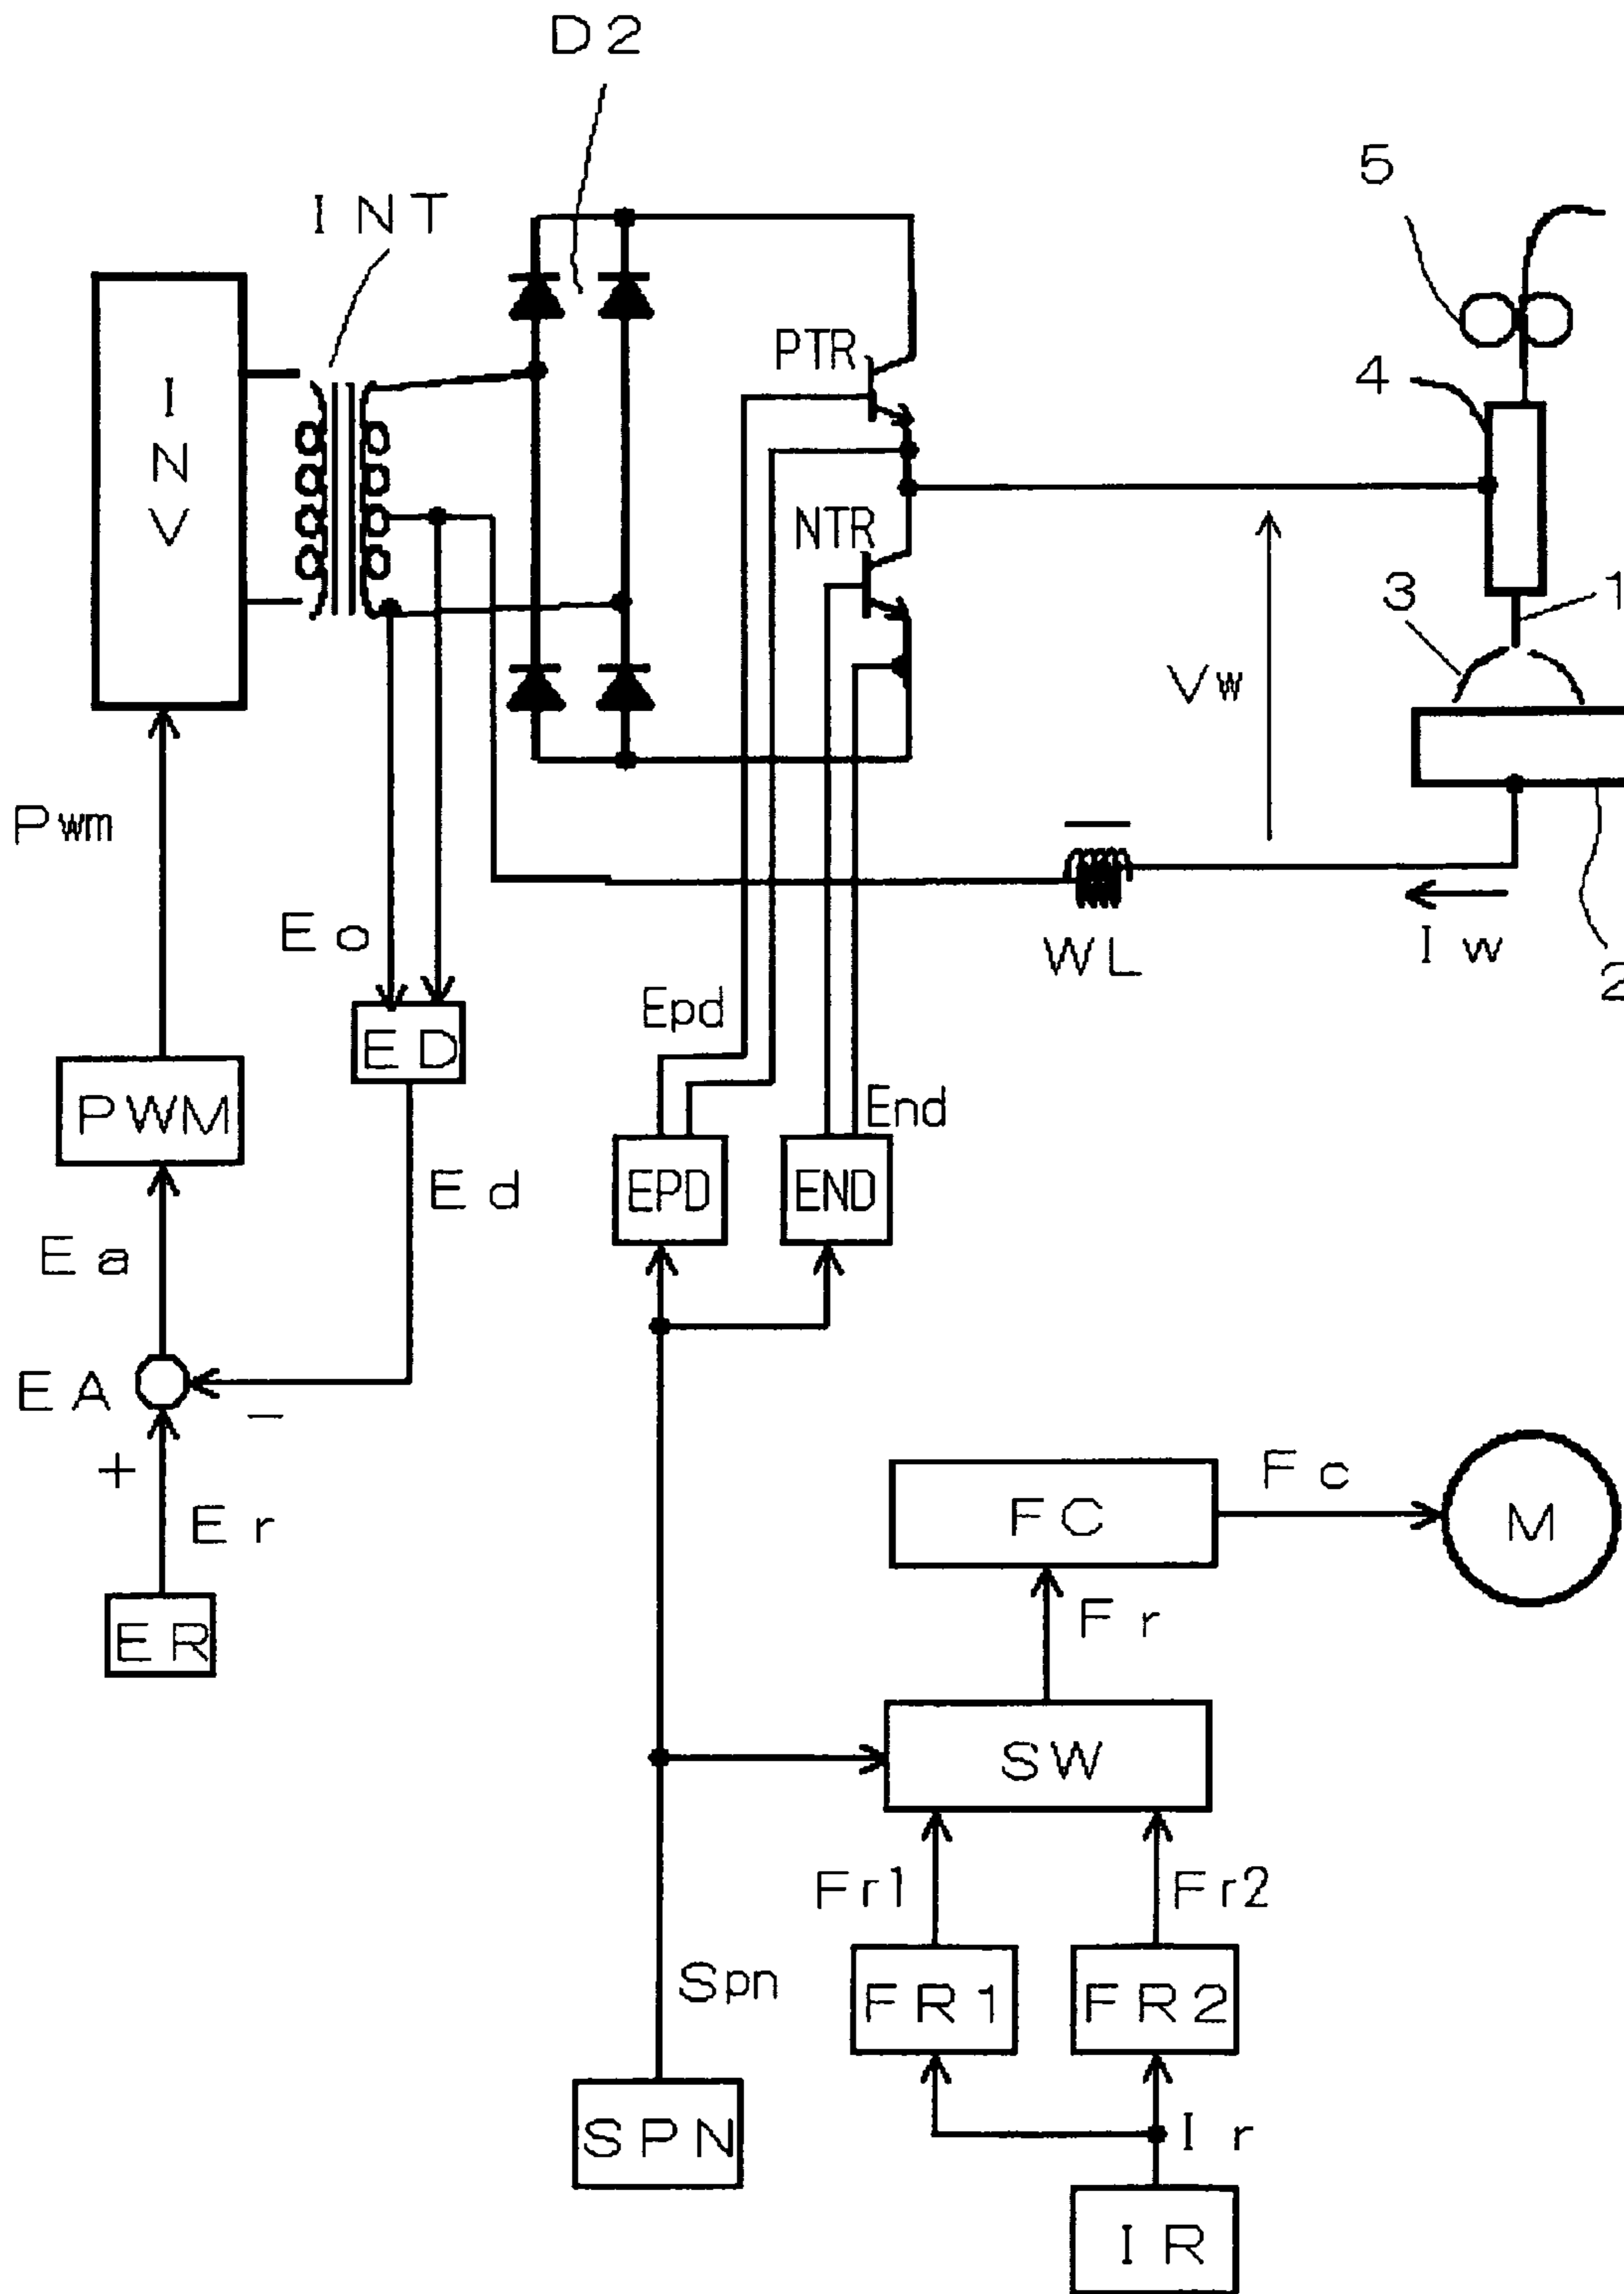 D2
5
INT
INV
PTR
4
NTR
3
1
Vw
Pwm
Eo
WL
Iw
2
Epd
ED
PWM
End
Ed
EPD
END
Ea
EA
−
+
Fc
FC
M
Er
ER
Fr
SW
Fr1
Fr2
Spn
FR1
FR2
SPN
Ir
IR